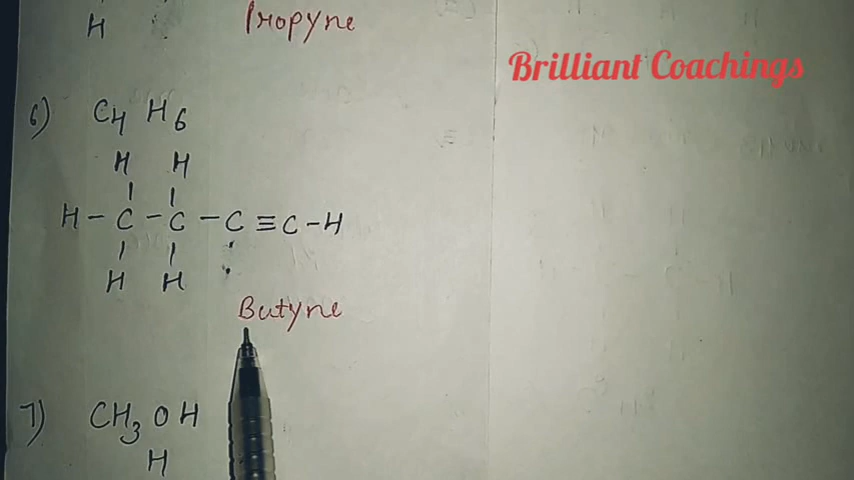 H Propyne
Brilliant Coachings
6) C4 H6
H H
H - C - C - C ≡ C - H
H H
Butyne
7) CH3 OH
H